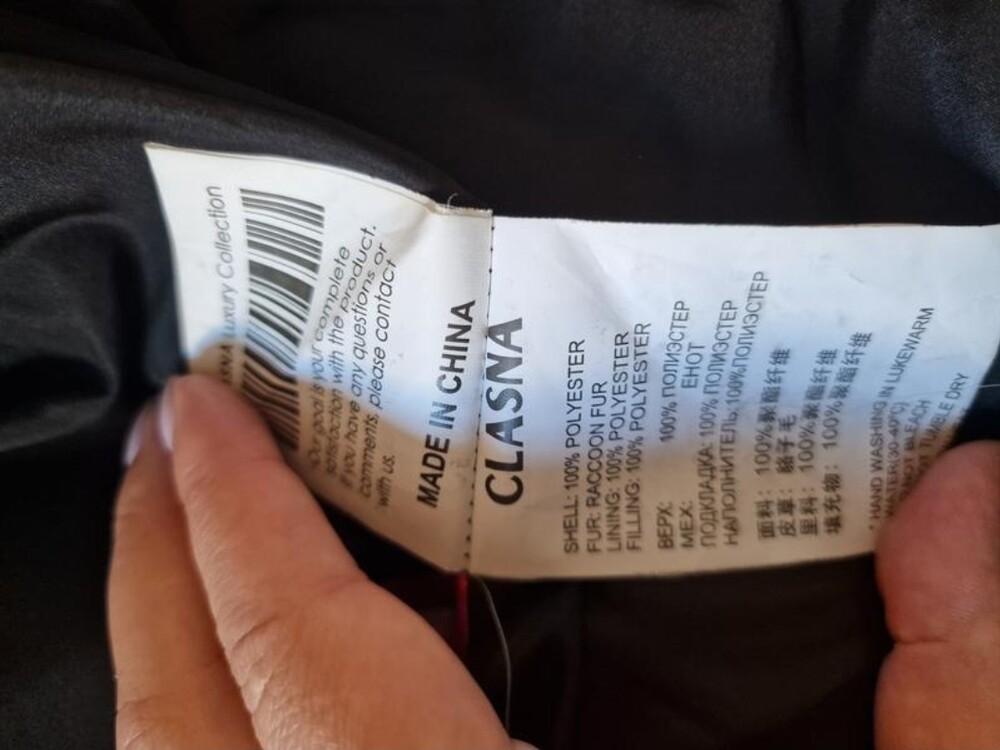 Luxury Collection
Our goal is your complete
satisfaction with the product.
If you have any questions or
comments, please contact
with us.
MADE IN CHINA
CLASNA
SHELL: 100% POLYESTER
FUR: RACCOON FUR
LINING: 100% POLYESTER
FILLING: 100% POLYESTER
ВЕРХ: 100% ПОЛИЭСТЕР
МЕХ: ЕНОТ
ПОДКЛАДКА: 100% ПОЛИЭСТЕР
НАПОЛНИТЕЛЬ: 100%ПОЛИЭСТЕР
面料: 100%聚酯纤维
皮草: 貉子毛
里料: 100%聚酯纤维
填充物: 100%聚酯纤维
* HAND WASHING IN LUKEWARM
WATER(30-40°C)
NOT BLEACH
TUMBLE DRY